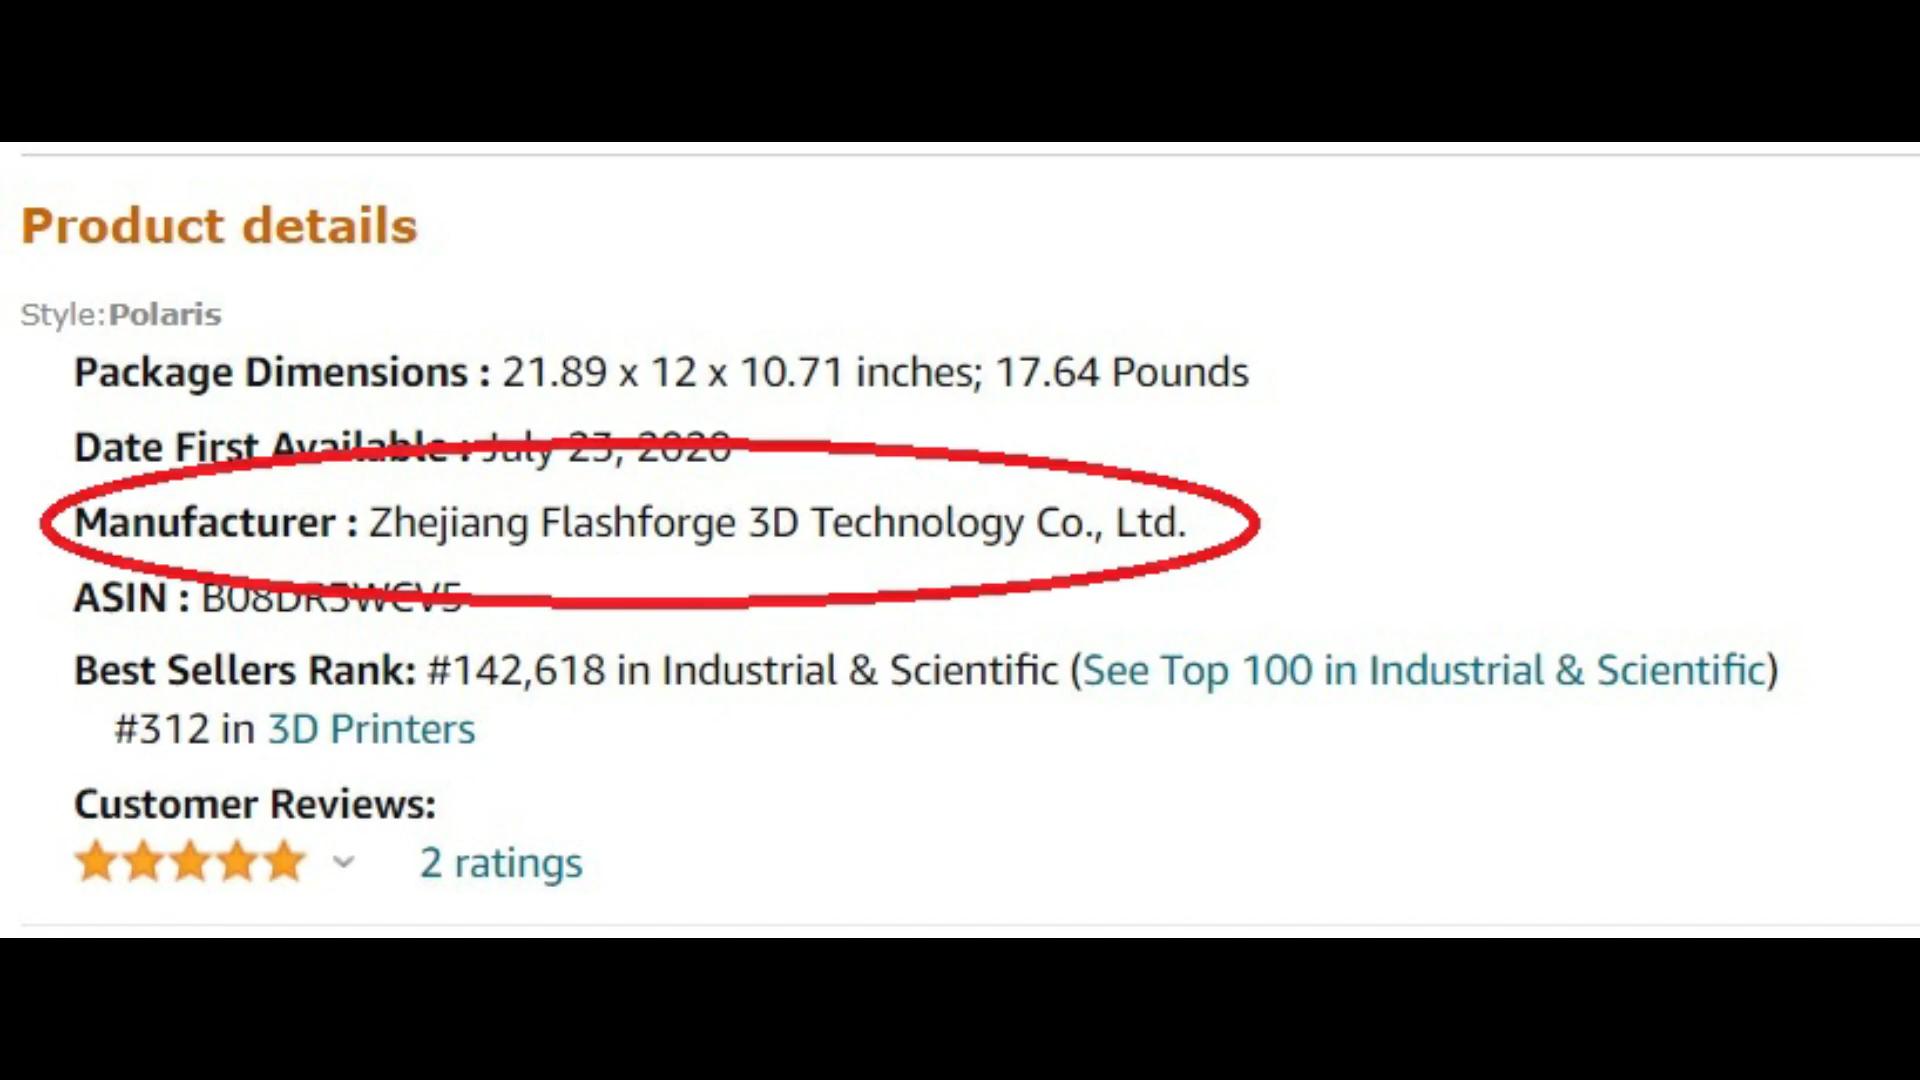 Product details
Style:Polaris
Package Dimensions : 21.89 x 12 x 10.71 inches; 17.64 Pounds
Date First Available : July 23, 2020
Manufacturer : Zhejiang Flashforge 3D Technology Co., Ltd.
ASIN :
Best Sellers Rank: #142,618 in Industrial & Scientific (See Top 100 in Industrial & Scientific)
#312 in 3D Printers
Customer Reviews:
2 ratings